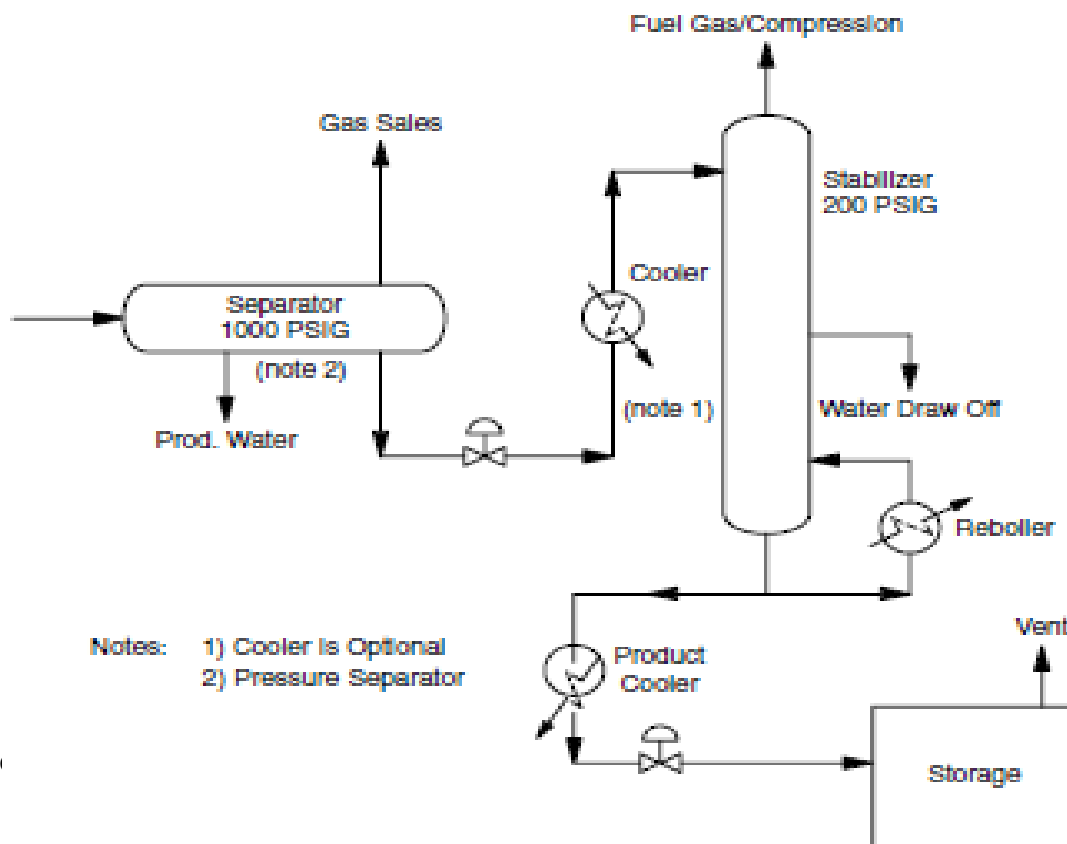 Fuel Gas/Compression
Gas Sales
Stabilizer
200 PSIG
Cooler
Separator
1000 PSIG
(note 2)
(note 1)
Water Draw Off
Prod. Water
Reboiler
Notes: 1) Cooler Is Optional
2) Pressure Separator
Product
Cooler
Vent
Storage